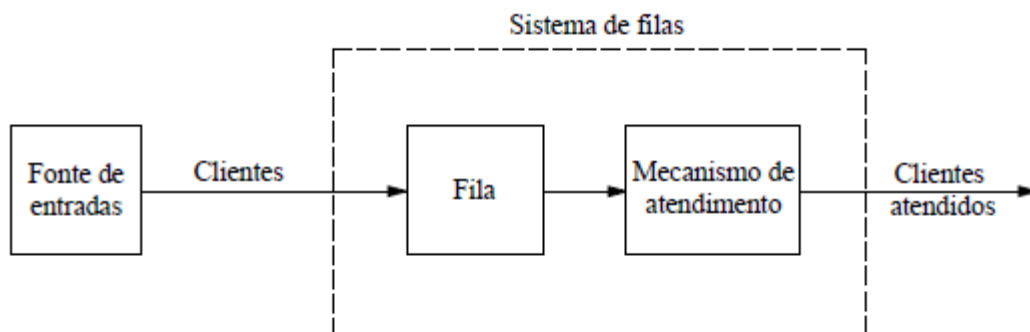 Sistema de filas
Fonte de
entradas
Clientes
Fila
Mecanismo de
atendimento
Clientes
atendidos